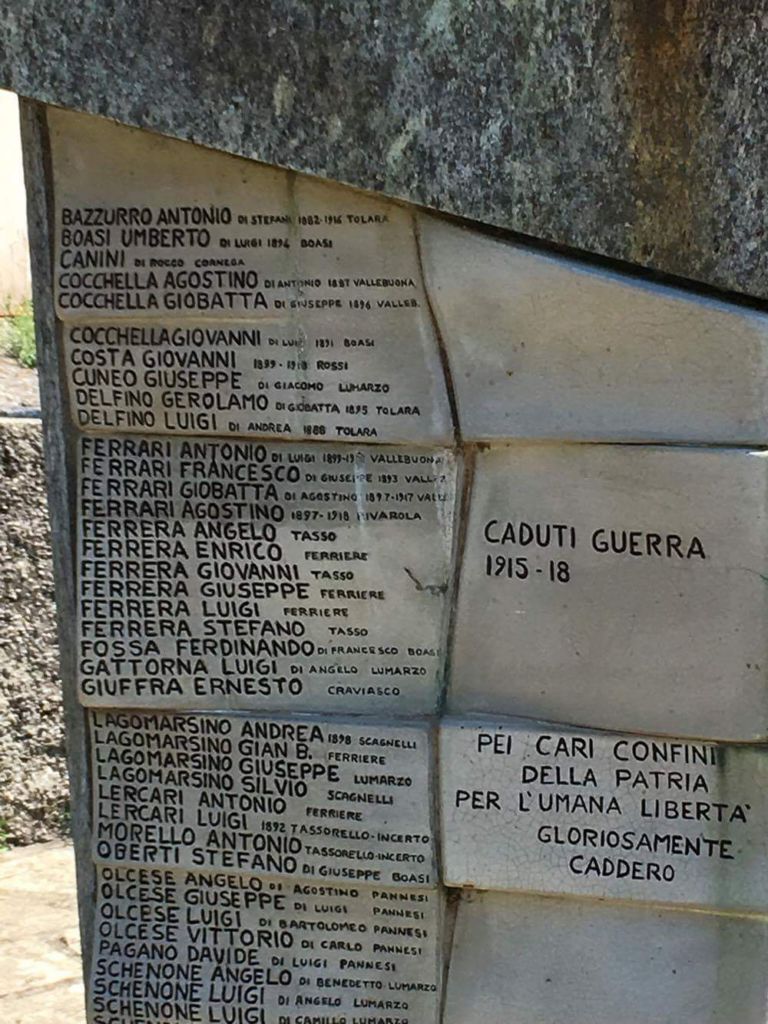 BAZZURRO ANTONIO DI STEFANO 1882-1916 TOLARA
BOASI UMBERTO DI LUIGI 1894 BOASI
CANINI DI ROCCO CORNEGA
COCCHELLA AGOSTINO DI ANTONIO 1887 VALLEBUONA
COCCHELLA GIOBATTA DI GIUSEPPE 1896 VALLEB.
COCCHELLA GIOVANNI DI LUIGI 1891 BOASI
COSTA GIOVANNI 1899-1918 ROSSI
CUNEO GIUSEPPE DI GIACOMO LUMARZO
DELFINO GEROLAMO DI GIOBATTA 1895 TOLARA
DELFINO LUIGI DI ANDREA 1888 TOLARA
FERRARI ANTONIO DI LUIGI VALLEBUONA
FERRARI FRANCESCO DI GIUSEPPE 1893
FERRARI GIOBATTA DI AGOSTINO 1897-1917
FERRARI AGOSTINO 1897-1918 RIVAROLA
FERRERA ANGELO TASSO
FERRERA ENRICO FERRIERE
FERRERA GIOVANNI TASSO
FERRERA GIUSEPPE FERRIERE
FERRERA LUIGI FERRIERE
FERRERA STEFANO TASSO
FOSSA FERDINANDO DI FRANCESCO BOASI
GATTORNA LUIGI DI ANGELO LUMARZO
GIUFFRA ERNESTO CRAVIASCO
LAGOMARSINO ANDREA 1898 SCAGNELLI
LAGOMARSINO GIAN B. FERRIERE
LAGOMARSINO GIUSEPPE LUMARZO
LAGOMARSINO SILVIO SCAGNELLI
LERCARI ANTONIO FERRIERE
LERCARI LUIGI 1892 TASSORELLO-INCERTO
MORELLO ANTONIO TASSORELLO-INCERTO
OBERTI STEFANO DI GIUSEPPE BOASI
OLCESE ANGELO DI AGOSTINO PANNESI
OLCESE GIUSEPPE DI LUIGI PANNESI
OLCESE LUIGI DI BARTOLOMEO PANNESI
OLCESE VITTORIO DI CARLO PANNESI
PAGANO DAVIDE DI LUIGI PANNESI
SCHENONE ANGELO DI BENEDETTO LUMARZO
SCHENONE LUIGI DI ANGELO LUMARZO
SCHENONE LUIGI DI CAMILLO LUMARZO
CADUTI GUERRA
1915-18
PEI CARI CONFINI
DELLA PATRIA
PER L'UMANA LIBERTA'
GLORIOSAMENTE
CADDERO